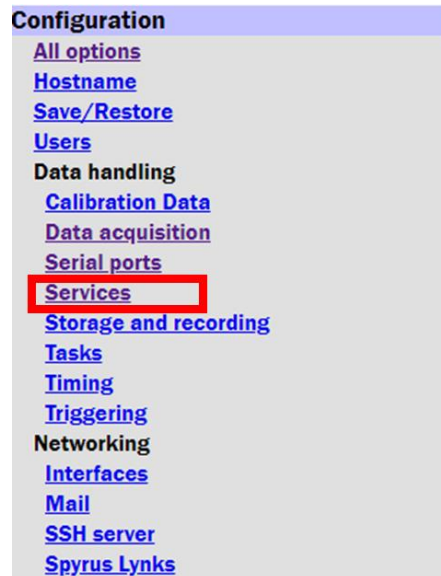 Configuration
All options
Hostname
Save/Restore
Users
Data handling
Calibration Data
Data acquisition
Serial ports
Services
Storage and recording
Tasks
Timing
Triggering
Networking
Interfaces
Mail
SSH server
Spyrus Lynks